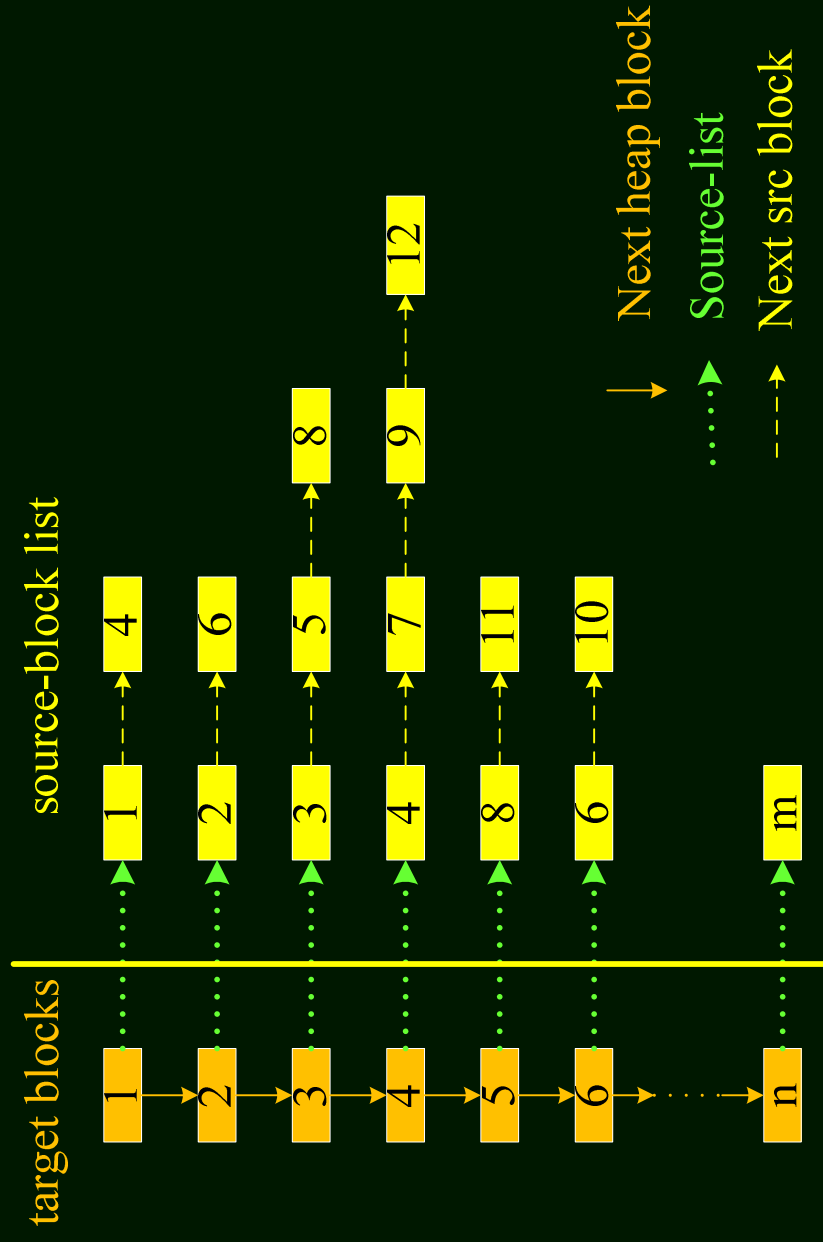 target blocks
source-block list
1 1 4
2 2 6
3 3 5 8
4 4 7 9 12
5 8 11
6 6 10
n m
Next heap block
Source-list
Next src block